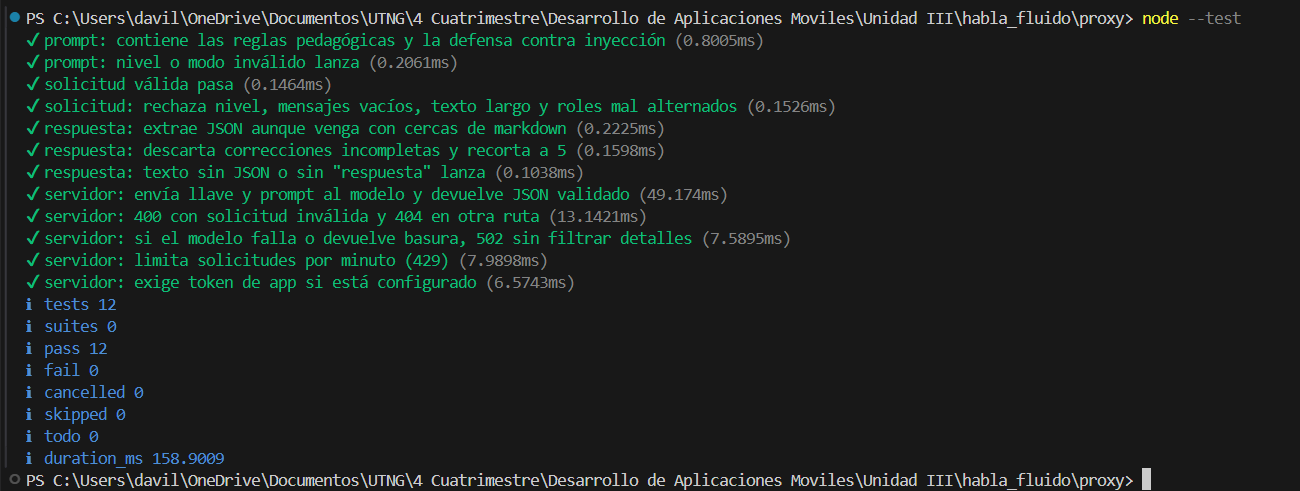 PS C:\Users\davil\OneDrive\Documentos\UTNG\4 Cuatrimestre\Desarrollo de Aplicaciones Moviles\Unidad III\habla_fluido\proxy> node --test
✔ prompt: contiene las reglas pedagógicas y la defensa contra inyección (0.8005ms)
✔ prompt: nivel o modo inválido lanza (0.2061ms)
✔ solicitud válida pasa (0.1464ms)
✔ solicitud: rechaza nivel, mensajes vacíos, texto largo y roles mal alternados (0.1526ms)
✔ respuesta: extrae JSON aunque venga con cercas de markdown (0.2225ms)
✔ respuesta: descarta correcciones incompletas y recorta a 5 (0.1598ms)
✔ respuesta: texto sin JSON o sin "respuesta" lanza (0.1038ms)
✔ servidor: envía llave y prompt al modelo y devuelve JSON validado (49.174ms)
✔ servidor: 400 con solicitud inválida y 404 en otra ruta (13.1421ms)
✔ servidor: si el modelo falla o devuelve basura, 502 sin filtrar detalles (7.5895ms)
✔ servidor: limita solicitudes por minuto (429) (7.9898ms)
✔ servidor: exige token de app si está configurado (6.5743ms)
ℹ tests 12
ℹ suites 0
ℹ pass 12
ℹ fail 0
ℹ cancelled 0
ℹ skipped 0
ℹ todo 0
ℹ duration_ms 158.9009
PS C:\Users\davil\OneDrive\Documentos\UTNG\4 Cuatrimestre\Desarrollo de Aplicaciones Moviles\Unidad III\habla_fluido\proxy>